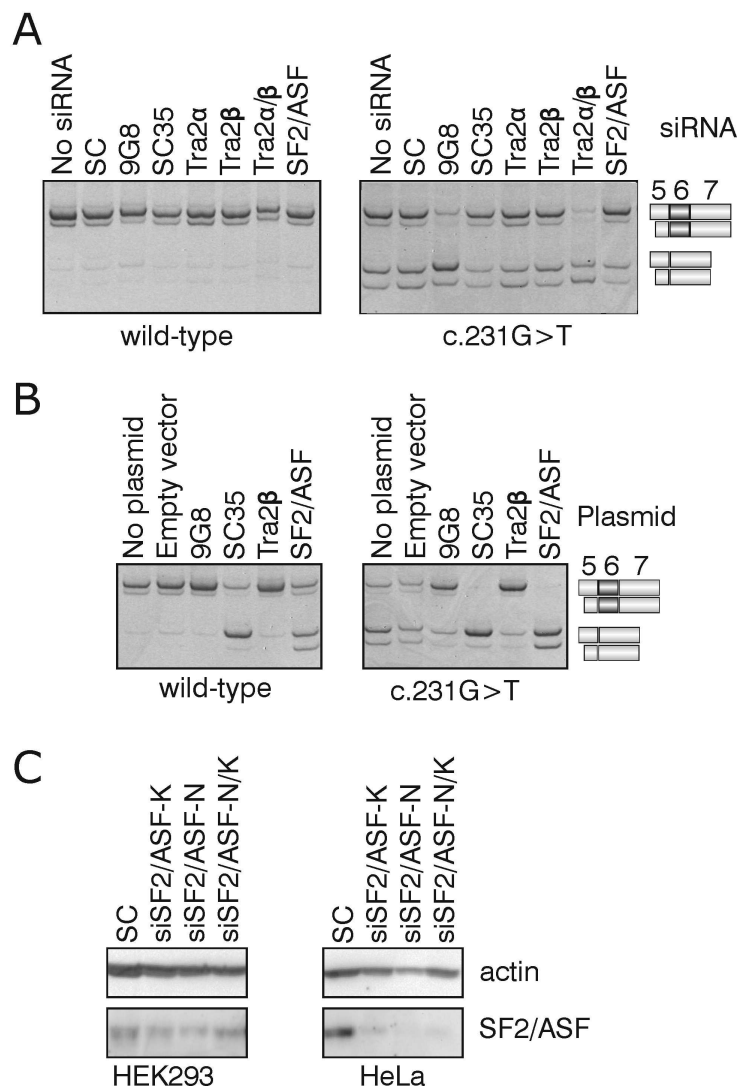 A
No siRNA
SC
9G8
SC35
Tra2α
Tra2β
Tra2α/β
SF2/ASF
No siRNA
SC
9G8
SC35
Tra2α
Tra2β
Tra2α/β
SF2/ASF
siRNA
5 6 7
wild-type
c.231G>T
B
No plasmid
Empty vector
9G8
SC35
Tra2β
SF2/ASF
No plasmid
Empty vector
9G8
SC35
Tra2β
SF2/ASF
Plasmid
5 6 7
wild-type
c.231G>T
C
SC
siSF2/ASF-K
siSF2/ASF-N
siSF2/ASF-N/K
SC
siSF2/ASF-K
siSF2/ASF-N
siSF2/ASF-N/K
actin
SF2/ASF
HEK293
HeLa